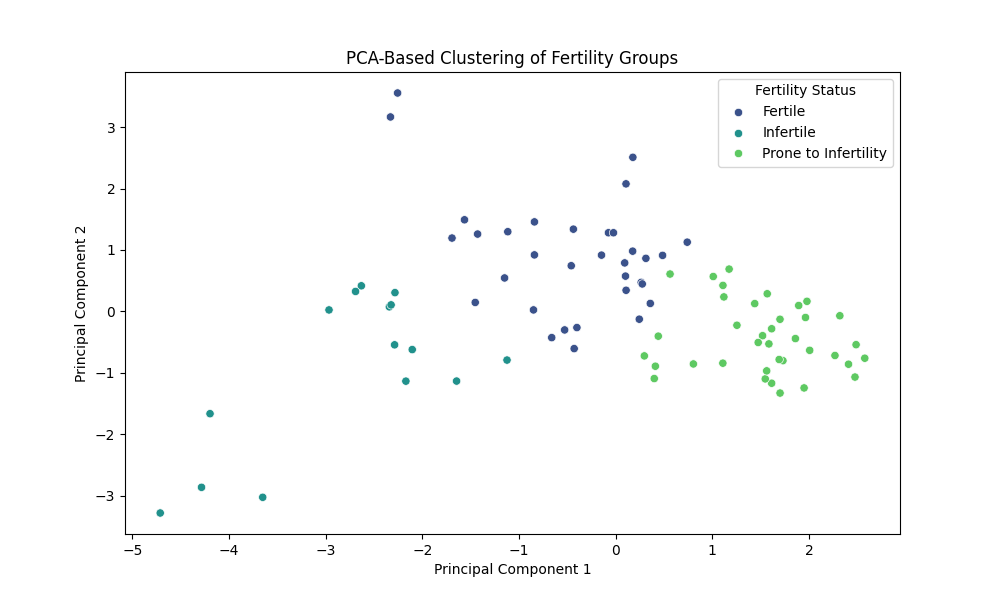 PCA-Based Clustering of Fertility Groups
Fertility Status
Fertile
Infertile
Prone to Infertility
Principal Component 2
3
2
1
0
−1
−2
−3
−5
−4
−3
−2
−1
0
1
2
Principal Component 1